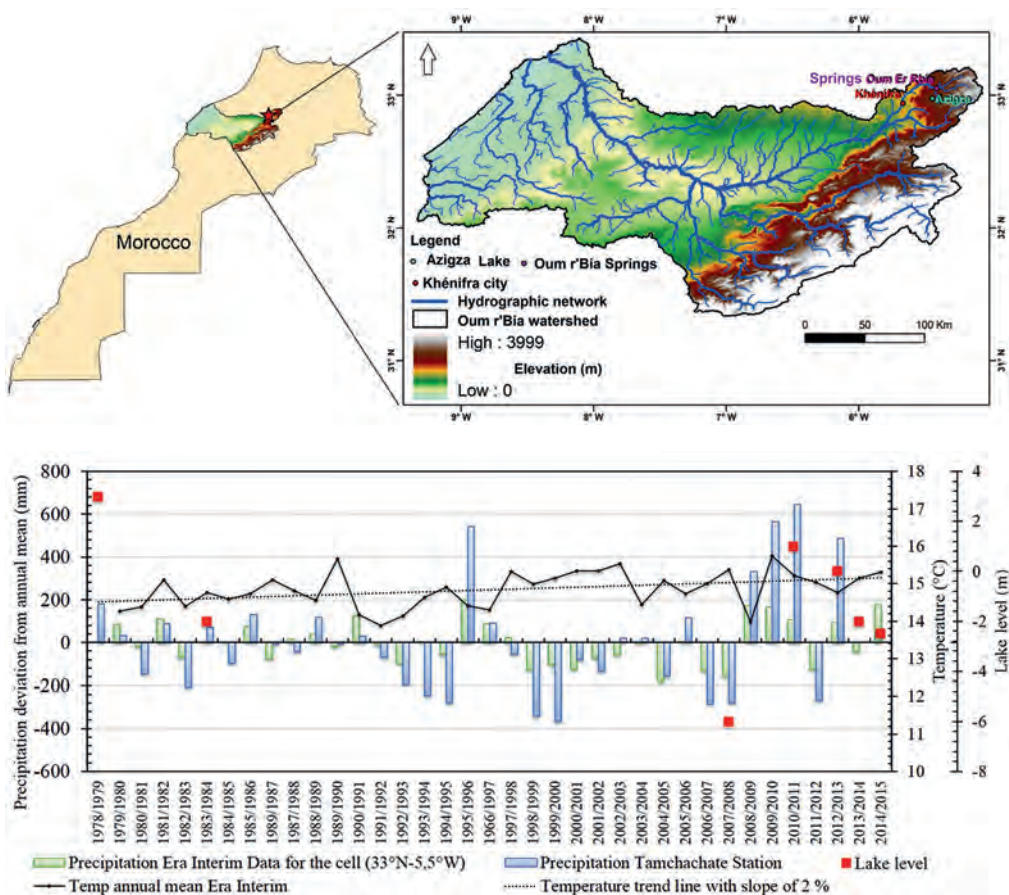 Morocco
9°W 8°W 7°W 6°W
33°N
32°N
31°N
Springs Oum Er Rbia
Khénifra
Legend
Azigza Lake Oum r'Bia Springs
Khénifra city
Hydrographic network
Oum r'Bia watershed
High : 3999
Elevation (m)
Low : 0
0 50 100 Km
33°N
32°N
31°N
9°W 8°W 7°W 6°W
Precipitation deviation from annual mean (mm)
800
600
400
200
0
-200
-400
-600
18
17
16
15
14
13
12
11
10
Temperature (°C)
4
2
0
-2
-4
-6
-8
Lake level (m)
1978/1979
1979/1980
1980/1981
1981/1982
1982/1983
1983/1984
1984/1985
1985/1986
1986/1987
1987/1988
1988/1989
1989/1990
1990/1991
1991/1992
1992/1993
1993/1994
1994/1995
1995/1996
1966/1997
1997/1998
1998/1999
1999/2000
2000/2001
2001/2002
2002/2003
2003/2004
2004/2005
2005/2006
2006/2007
2007/2008
2008/2009
2009/2010
2010/2011
2011/2012
2012/2013
2013/2014
2014/2015
Precipitation Era Interim Data for the cell (33°N-5,5°W) Precipitation Tamchachate Station Lake level
Temp annual mean Era Interim Temperature trend line with slope of 2 %